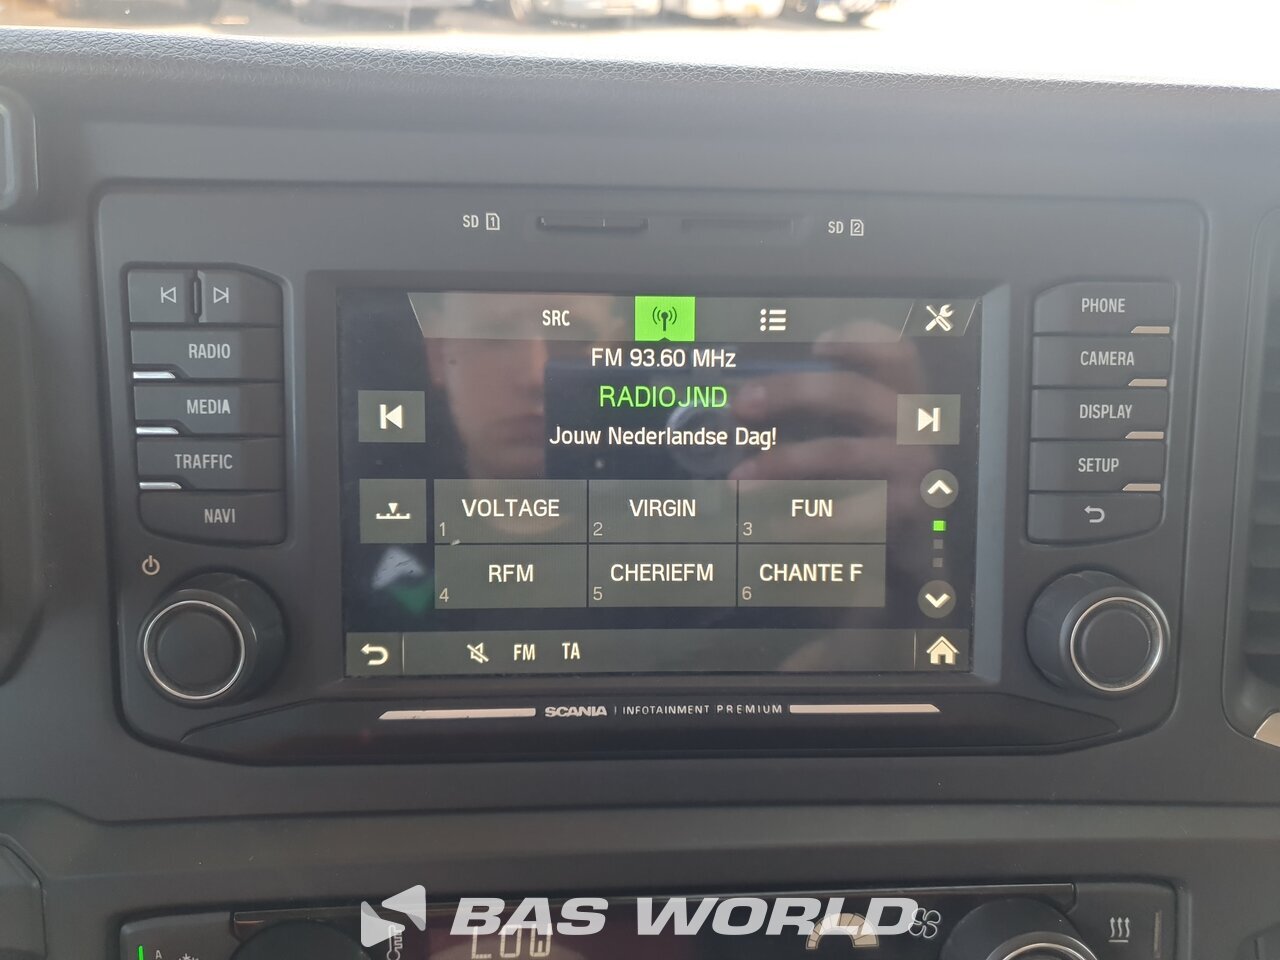 SD 1
SD 2
RADIO
MEDIA
TRAFFIC
NAVI
SRC
FM 93.60 MHz
RADIOJND
Jouw Nederlandse Dag!
1 VOLTAGE
2 VIRGIN
3 FUN
4 RFM
5 CHERIEFM
6 CHANTE F
FM TA
PHONE
CAMERA
DISPLAY
SETUP
SCANIA | INFOTAINMENT PREMIUM
BAS WORLD
A
LOW